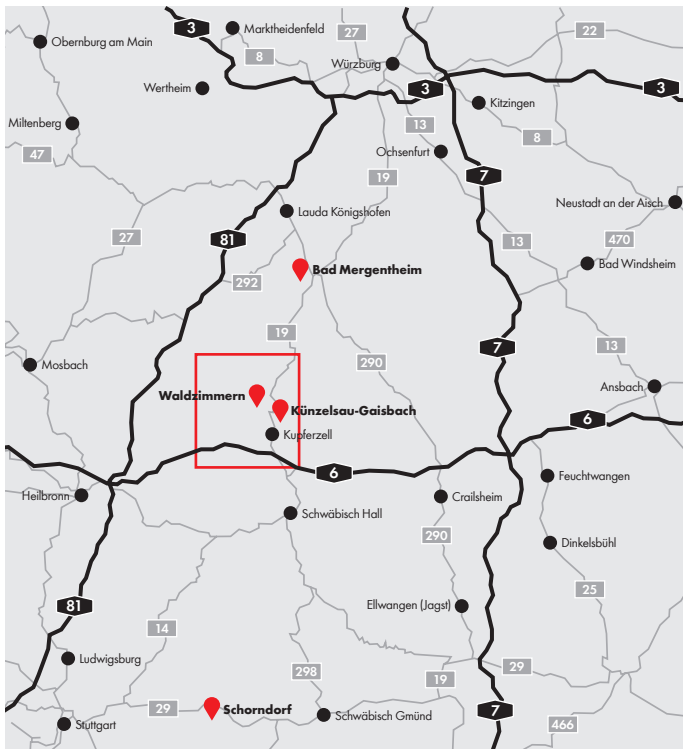 Marktheidenfeld
3
27
22
Obernburg am Main
8
Würzburg
Wertheim
3
3
Kitzingen
Miltenberg
13
8
47
Ochsenfurt
19
7
Neustadt an der Aisch
Lauda Königshofen
27
81
13
470
Bad Mergentheim
Bad Windsheim
292
19
7
13
290
Mosbach
Ansbach
Waldzimmern
Künzelsau-Gaisbach
6
Kupferzell
6
Feuchtwangen
Heilbronn
Crailsheim
Schwäbisch Hall
290
Dinkelsbühl
25
81
Ellwangen (Jagst)
14
Ludwigsburg
29
298
19
29
Schorndorf
7
Stuttgart
Schwäbisch Gmünd
466